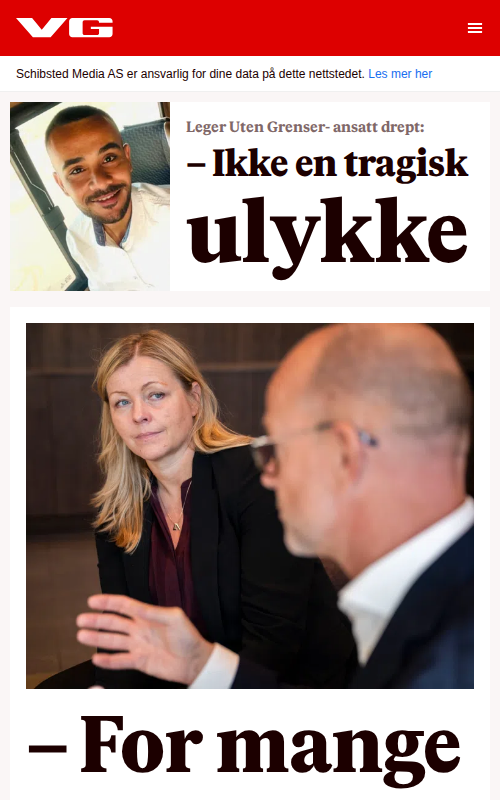 VG
Schibsted Media AS er ansvarlig for dine data på dette nettstedet. Les mer her
Leger Uten Grenser- ansatt drept:
– Ikke en tragisk
ulykke
– For mange